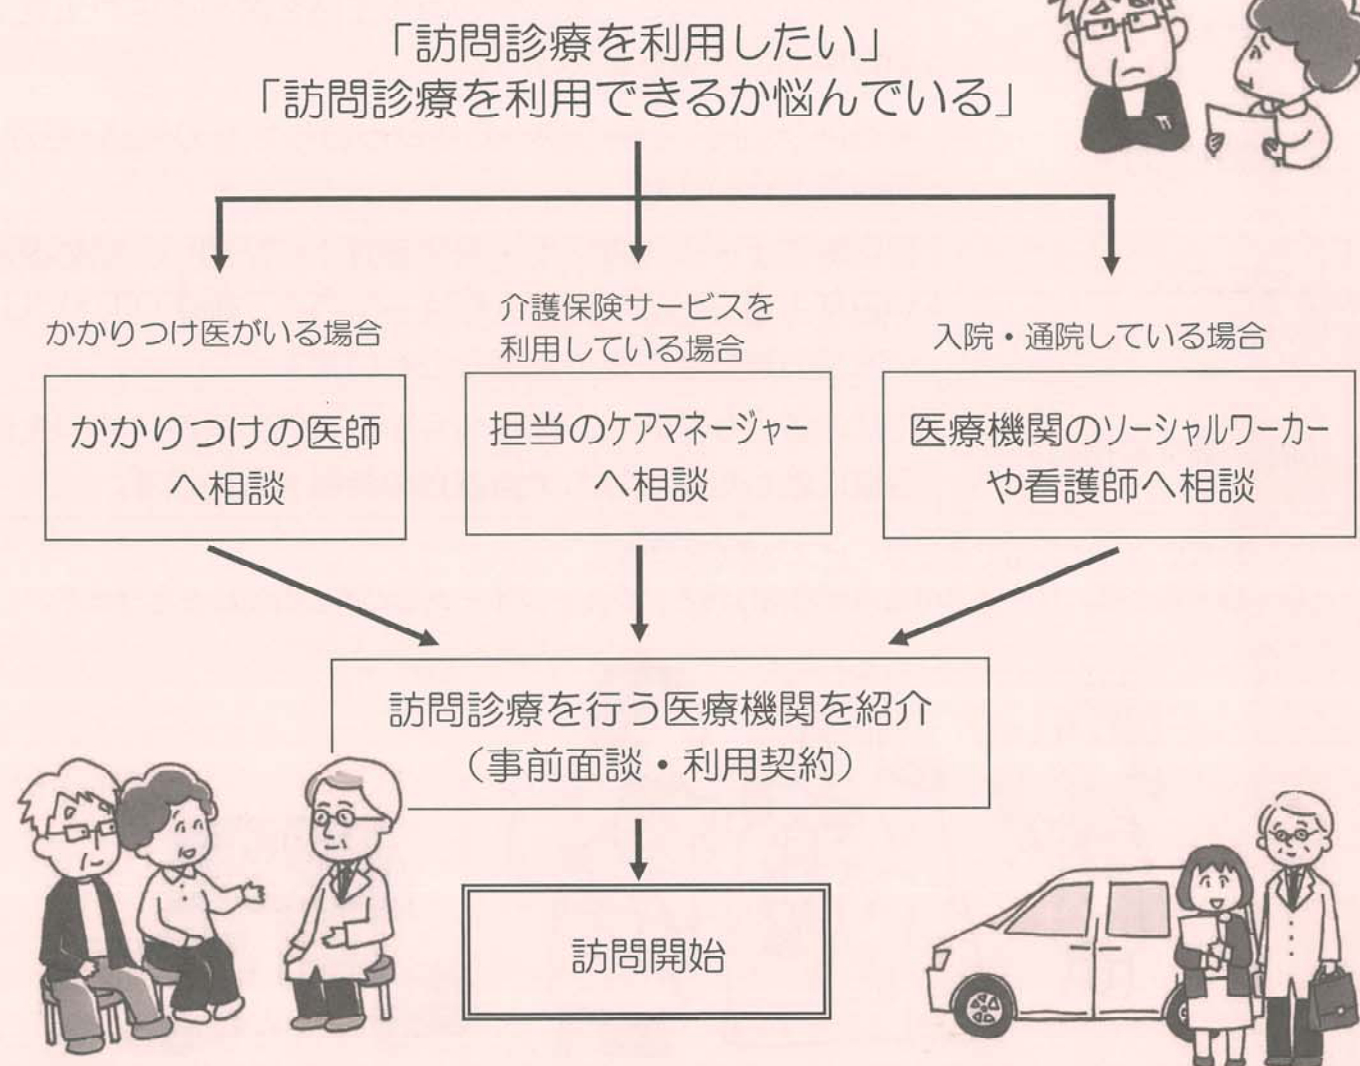 「訪問診療を利用したい」
「訪問診療を利用できるか悩んでいる」
かかりつけ医がいる場合
かかりつけの医師
へ相談
介護保険サービスを
利用している場合
担当のケアマネージャー
へ相談
入院・通院している場合
医療機関のソーシャルワーカー
や看護師へ相談
訪問診療を行う医療機関を紹介
（事前面談・利用契約）
訪問開始